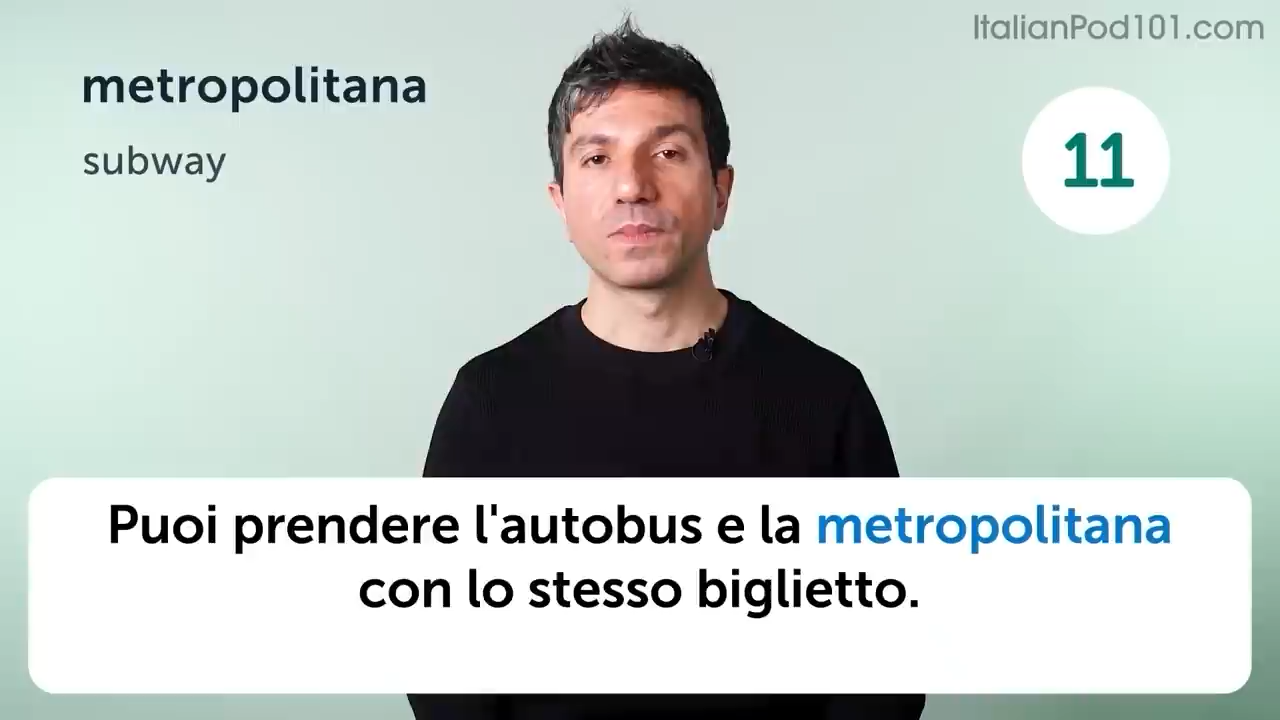 ItalianPod101.com
metropolitana
subway
11
Puoi prendere l'autobus e la metropolitana
con lo stesso biglietto.